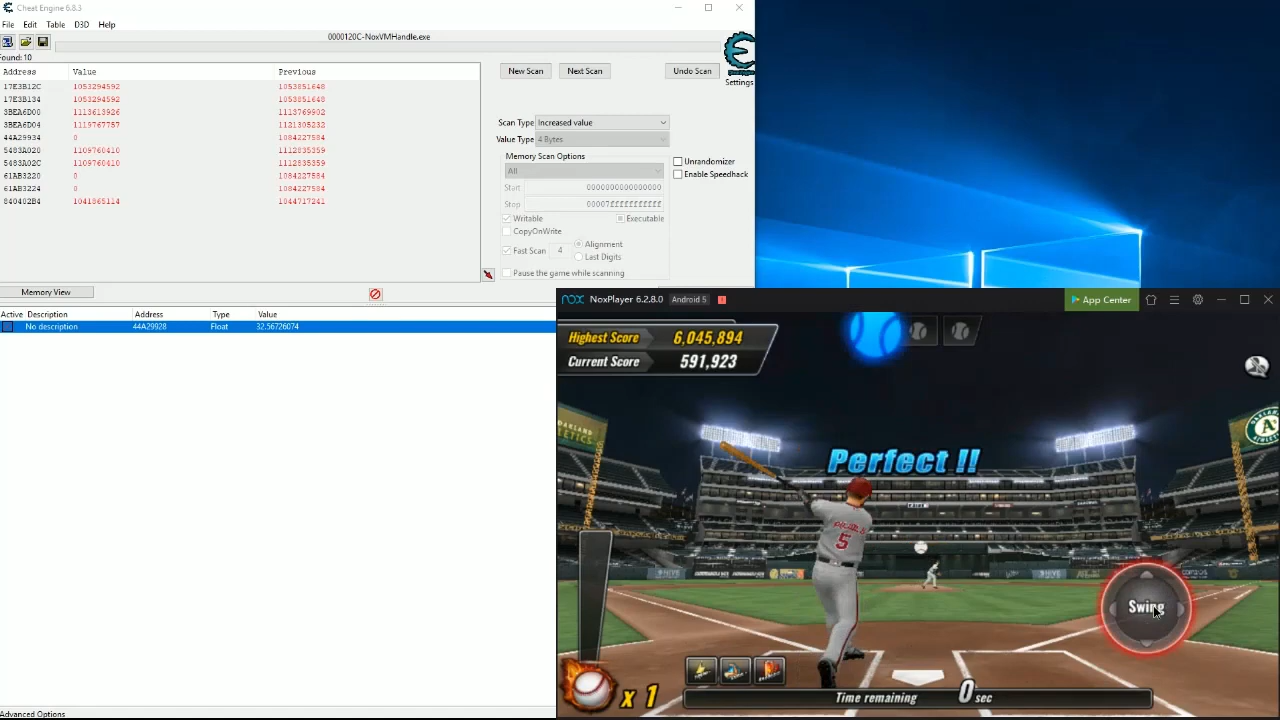 Cheat Engine 6.8.3
File Edit Table D3D Help
0000120C-NoxVMHandle.exe
Found: 10
Address Value Previous
17E3B12C 1053294592 1053851648
17E3B134 1053294592 1053851648
3BEA6D00 1113613926 1113769902
3BEA6D04 1119767757 1121305232
44A29934 0 1084227584
5483A020 1109760410 1112835359
5483A02C 1109760410 1112835359
61AB3220 0 1084227584
61AB3224 0 1084227584
840402B4 1041865114 1044717241
New Scan Next Scan Undo Scan
Settings
Scan Type Increased value
Value Type 4 Bytes
Memory Scan Options
All
Start 0000000000000000
Stop 00007fffffffffff
Writable Executable
CopyOnWrite
Fast Scan 4 Alignment
Last Digits
Pause the game while scanning
Unrandomizer
Enable Speedhack
Memory View
Active Description Address Type Value
No description 44A29928 Float 32.56726074
Advanced Options
nox NoxPlayer 6.2.8.0 Android 5 App Center
Highest Score 6,045,894
Current Score 591,923
OAKLAND
ATHLETICS
Perfect !!
5
Swing
x 1
Time remaining 0 sec